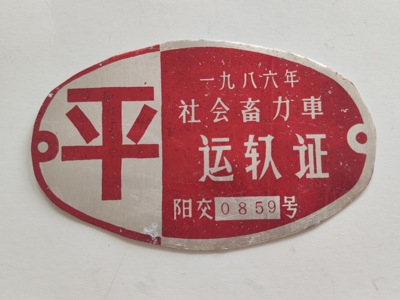 平
一九八六年
社会畜力車
运 证
阳交0859号